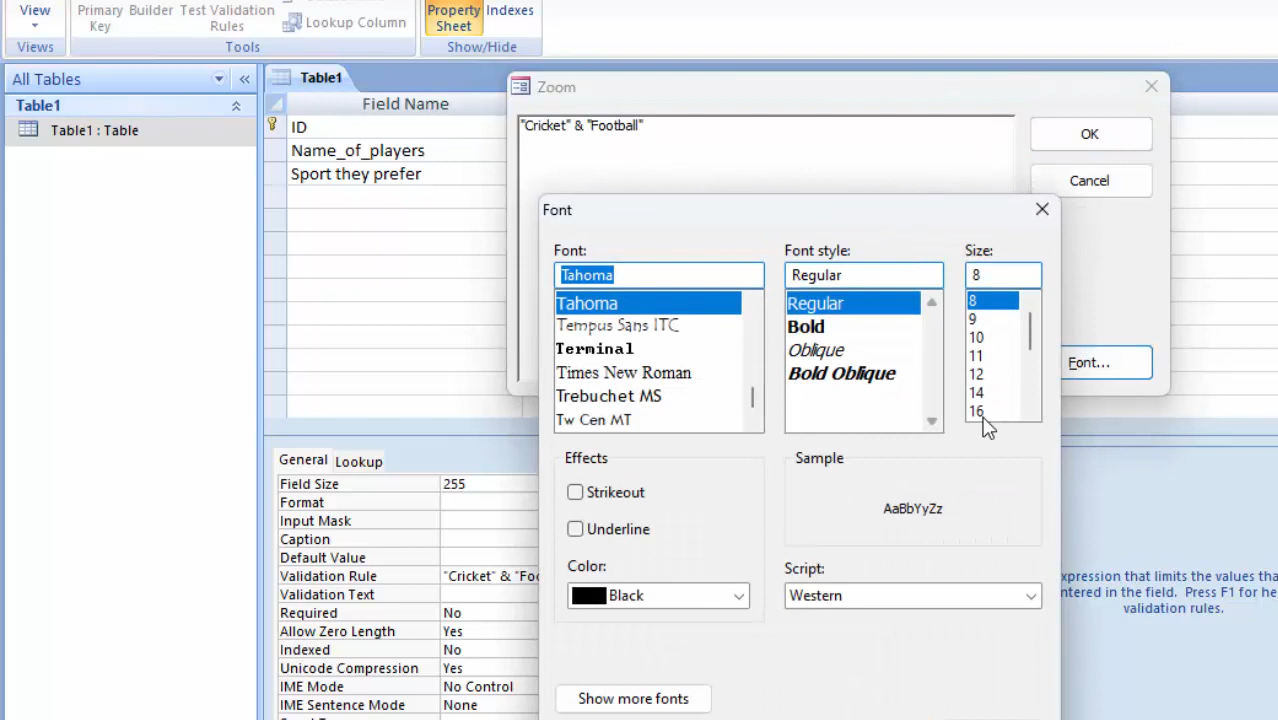 View
Primary Key
Builder
Test Validation Rules
Lookup Column
Property Sheet
Indexes
Views
Tools
Show/Hide
All Tables
Table1
Table1 : Table
Table1
Field Name
ID
Name_of_players
Sport they prefer
Zoom
"Cricket" & "Football"
OK
Cancel
Font...
Font
Font:
Tahoma
Tahoma
Tempus Sans ITC
Terminal
Times New Roman
Trebuchet MS
Tw Cen MT
Font style:
Regular
Regular
Bold
Oblique
Bold Oblique
Size:
8
8
9
10
11
12
14
16
Effects
Strikeout
Underline
Color:
Black
Sample
AaBbYyZz
Script:
Western
Show more fonts
General
Lookup
Field Size 255
Format
Input Mask
Caption
Default Value
Validation Rule "Cricket" & "Foo
Validation Text
Required No
Allow Zero Length Yes
Indexed No
Unicode Compression Yes
IME Mode No Control
IME Sentence Mode None
xpression that limits the values tha
ntered in the field. Press F1 for he
validation rules.